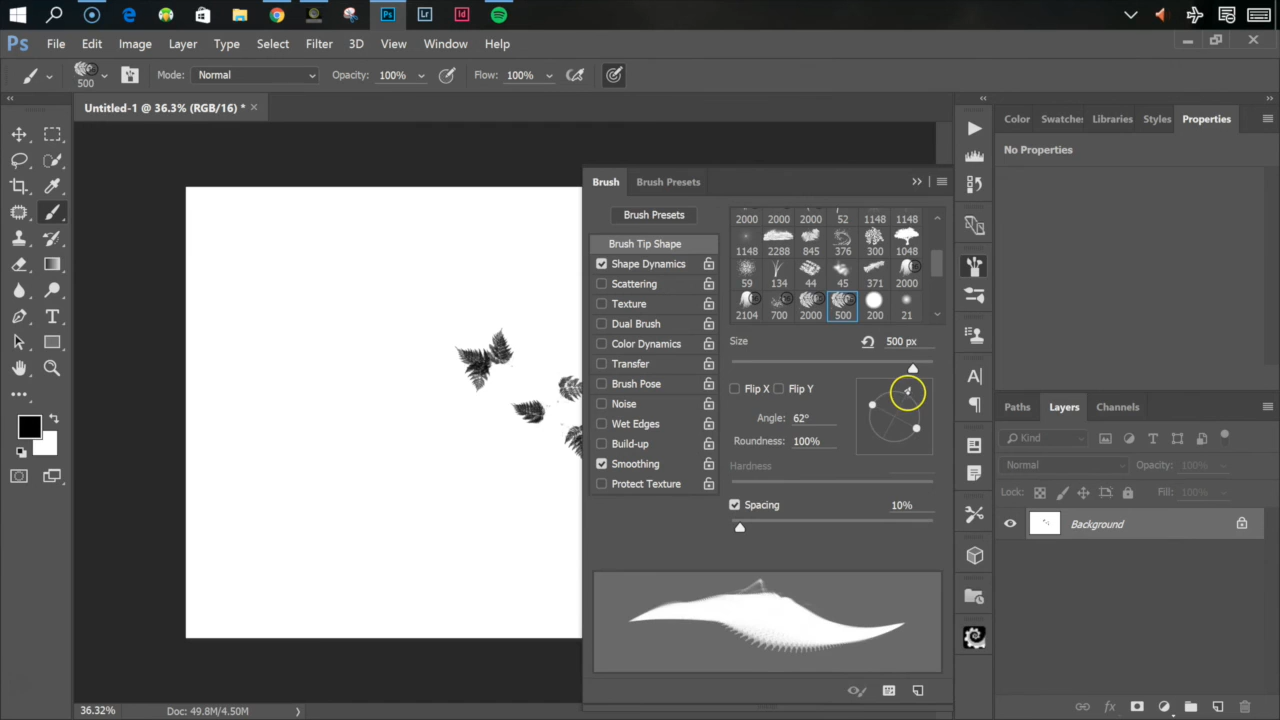 Ps Lr Id
Ps File Edit Image Layer Type Select Filter 3D View Window Help
500 Mode: Normal Opacity: 100% Flow: 100%
Untitled-1 @ 36.3% (RGB/16) * ×
Color Swatches Libraries Styles Properties
No Properties
Brush Brush Presets
Brush Presets
Brush Tip Shape
Shape Dynamics
Scattering
Texture
Dual Brush
Color Dynamics
Transfer
Brush Pose
Noise
Wet Edges
Build-up
Smoothing
Protect Texture
2000 2000 2000 52 1148 1148
1148 2288 845 376 300 1048
59 134 44 45 371 2000
2104 700 2000 500 200 21
Size 500 px
Flip X Flip Y
Angle: 62º
Roundness: 100%
Hardness
Spacing 10%
Paths Layers Channels
Kind
Normal Opacity: 100%
Lock: Fill: 100%
Background
36.32% Doc: 49.8M/4.50M